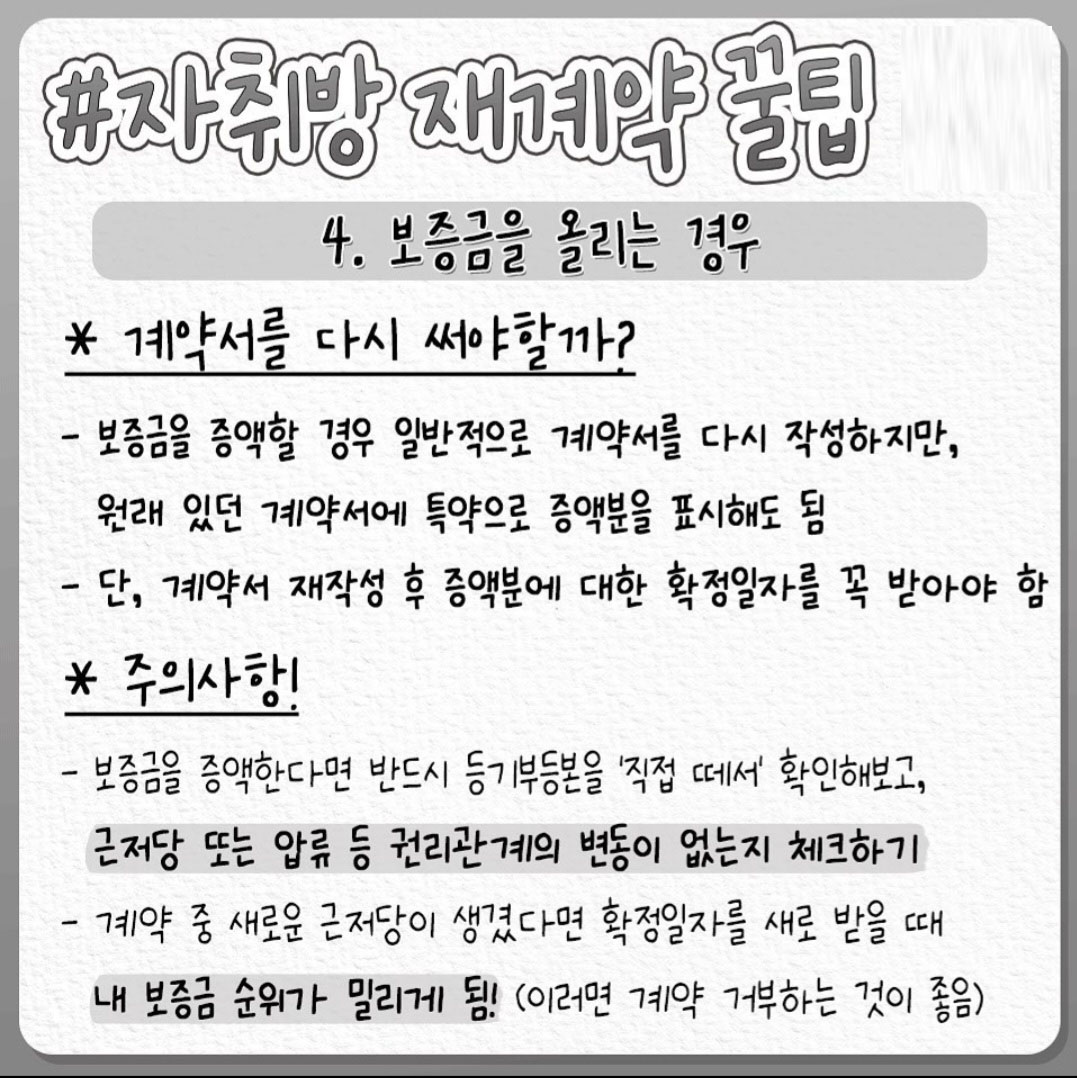 #자취방 재계약 꿀팁
4. 보증금을 올리는 경우
* 계약서를 다시 써야할까?
- 보증금을 증액할 경우 일반적으로 계약서를 다시 작성하지만,
원래 있던 계약서에 특약으로 증액분을 표시해도 됨
- 단, 계약서 재작성 후 증액분에 대한 확정일자를 꼭 받아야 함
* 주의사항!
- 보증금을 증액한다면 반드시 등기부등본을 '직접 떼서' 확인해보고,
근저당 또는 압류 등 권리관계의 변동이 없는지 체크하기
- 계약 중 새로운 근저당이 생겼다면 확정일자를 새로 받을 때
내 보증금 순위가 밀리게 됨! (이러면 계약 거부하는 것이 좋음)